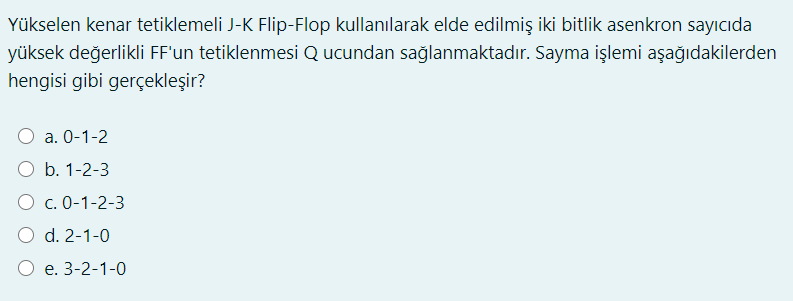 Yükselen kenar tetiklemeli J-K Flip-Flop kullanılarak elde edilmiş iki bitlik asenkron sayıcıda
yüksek değerlikli FF'un tetiklenmesi Q ucundan sağlanmaktadır. Sayma işlemi aşağıdakilerden
hengisi gibi gerçekleşir?
a. 0-1-2
b. 1-2-3
c. 0-1-2-3
d. 2-1-0
e. 3-2-1-0